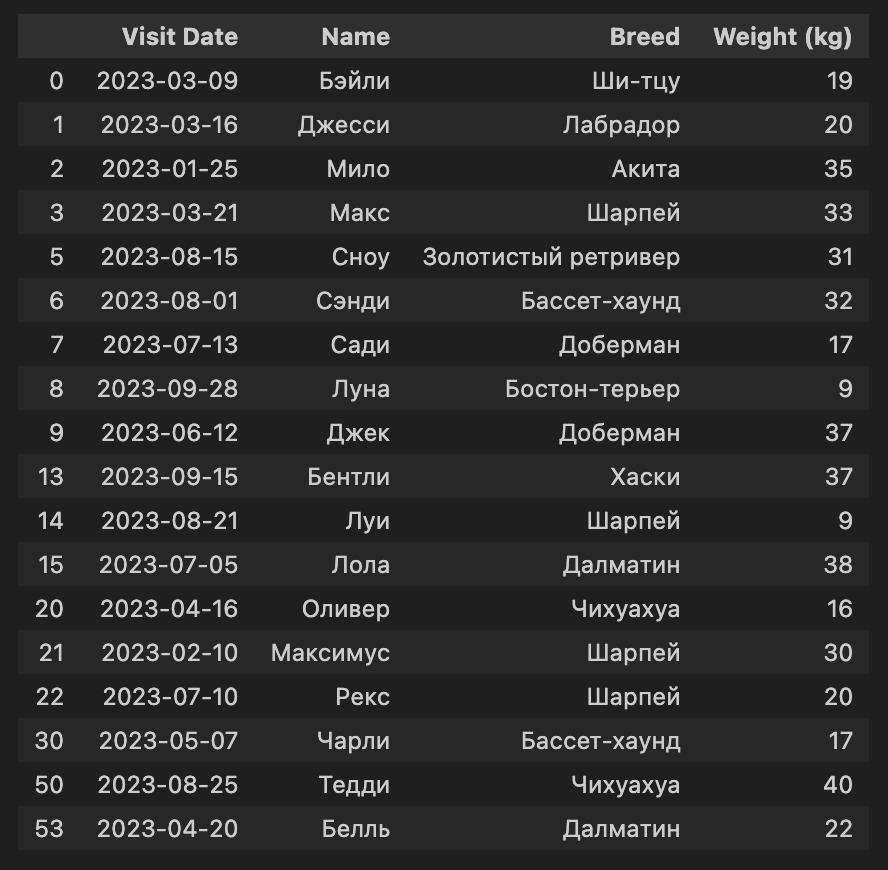 Visit Date Name Breed Weight (kg)
0 2023-03-09 Бэйли Ши-тцу 19
1 2023-03-16 Джесси Лабрадор 20
2 2023-01-25 Мило Акита 35
3 2023-03-21 Макс Шарпей 33
5 2023-08-15 Сноу Золотистый ретривер 31
6 2023-08-01 Сэнди Бассет-хаунд 32
7 2023-07-13 Сади Доберман 17
8 2023-09-28 Луна Бостон-терьер 9
9 2023-06-12 Джек Доберман 37
13 2023-09-15 Бентли Хаски 37
14 2023-08-21 Луи Шарпей 9
15 2023-07-05 Лола Далматин 38
20 2023-04-16 Оливер Чихуахуа 16
21 2023-02-10 Максимус Шарпей 30
22 2023-07-10 Рекс Шарпей 20
30 2023-05-07 Чарли Бассет-хаунд 17
50 2023-08-25 Тедди Чихуахуа 40
53 2023-04-20 Белль Далматин 22